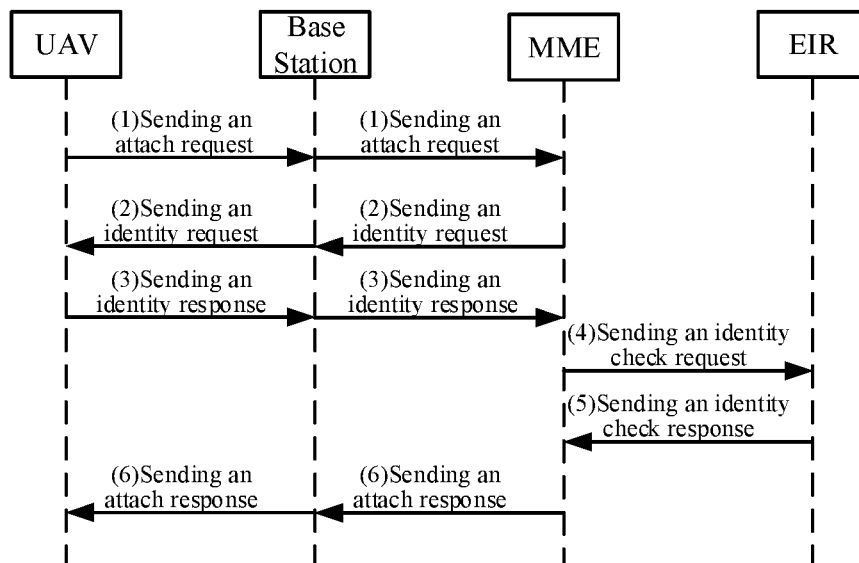 UAV
Base
Station
MME
EIR
(1)Sending an
attach request
(1)Sending an
attach request
(2)Sending an
identity request
(2)Sending an
identity request
(3)Sending an
identity response
(3)Sending an
identity response
(4)Sending an identity
check request
(5)Sending an identity
check response
(6)Sending an
attach response
(6)Sending an
attach response